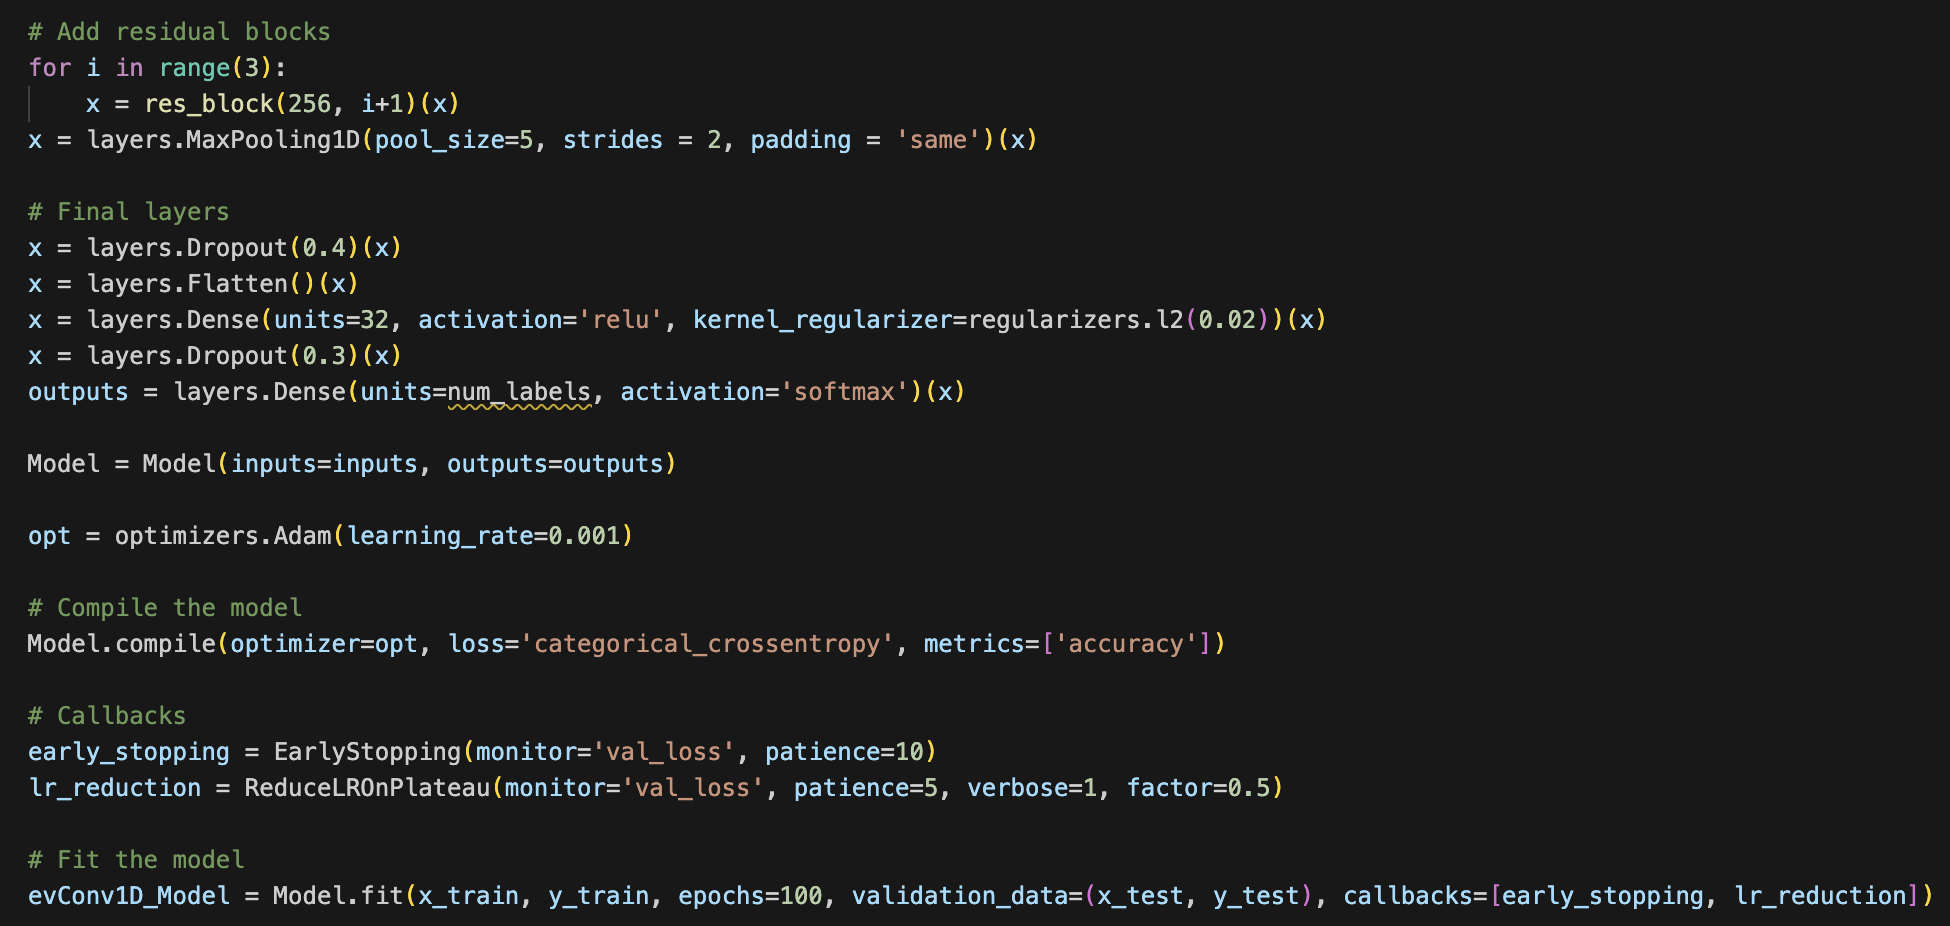 # Add residual blocks
for i in range(3):
    x = res_block(256, i+1)(x)
x = layers.MaxPooling1D(pool_size=5, strides = 2, padding = 'same')(x)

# Final layers
x = layers.Dropout(0.4)(x)
x = layers.Flatten()(x)
x = layers.Dense(units=32, activation='relu', kernel_regularizer=regularizers.l2(0.02))(x)
x = layers.Dropout(0.3)(x)
outputs = layers.Dense(units=num_labels, activation='softmax')(x)

Model = Model(inputs=inputs, outputs=outputs)

opt = optimizers.Adam(learning_rate=0.001)

# Compile the model
Model.compile(optimizer=opt, loss='categorical_crossentropy', metrics=['accuracy'])

# Callbacks
early_stopping = EarlyStopping(monitor='val_loss', patience=10)
lr_reduction = ReduceLROnPlateau(monitor='val_loss', patience=5, verbose=1, factor=0.5)

# Fit the model
evConv1D_Model = Model.fit(x_train, y_train, epochs=100, validation_data=(x_test, y_test), callbacks=[early_stopping, lr_reduction])